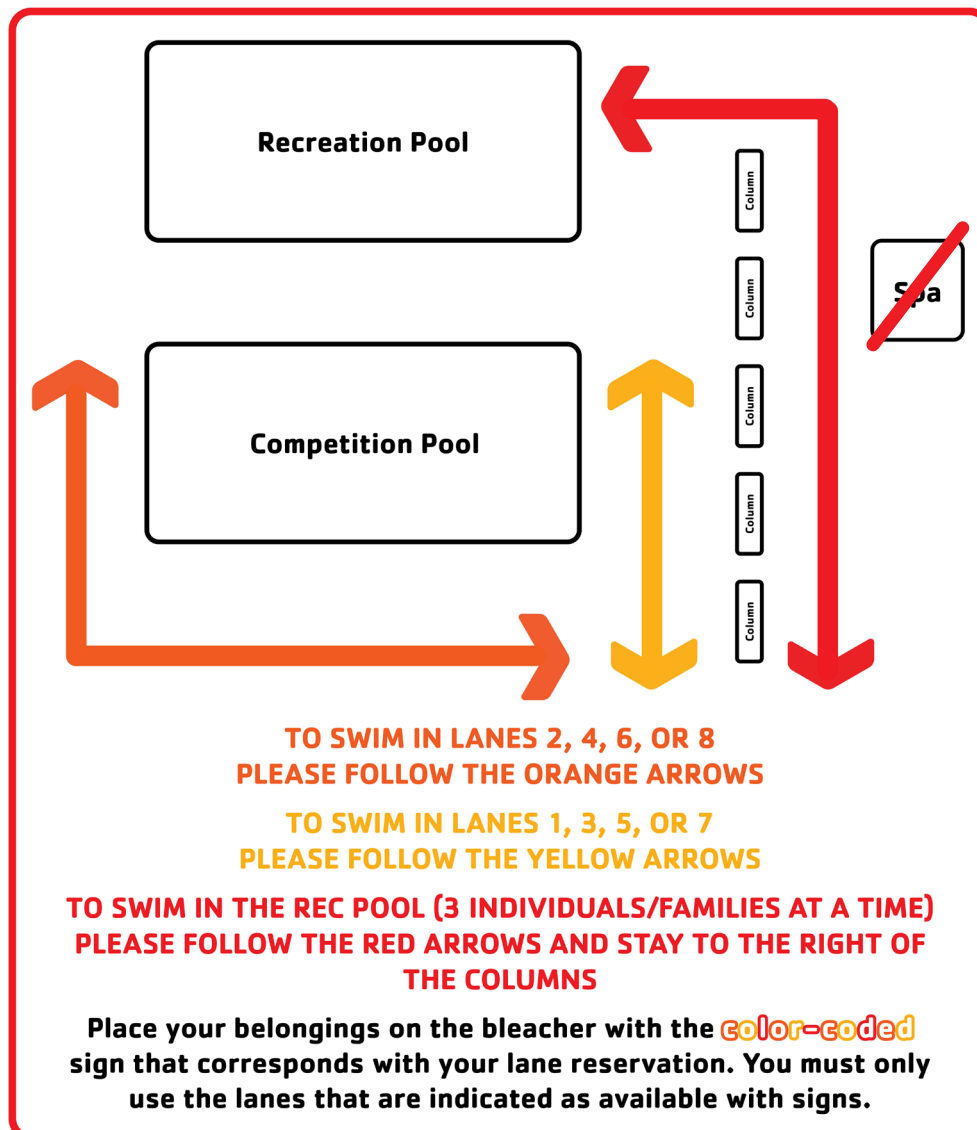 Recreation Pool
Column
Column
Spa
Column
Competition Pool
Column
Column
TO SWIM IN LANES 2, 4, 6, OR 8
PLEASE FOLLOW THE ORANGE ARROWS
TO SWIM IN LANES 1, 3, 5, OR 7
PLEASE FOLLOW THE YELLOW ARROWS
TO SWIM IN THE REC POOL (3 INDIVIDUALS/FAMILIES AT A TIME)
PLEASE FOLLOW THE RED ARROWS AND STAY TO THE RIGHT OF
THE COLUMNS
Place your belongings on the bleacher with the color-coded
sign that corresponds with your lane reservation. You must only
use the lanes that are indicated as available with signs.